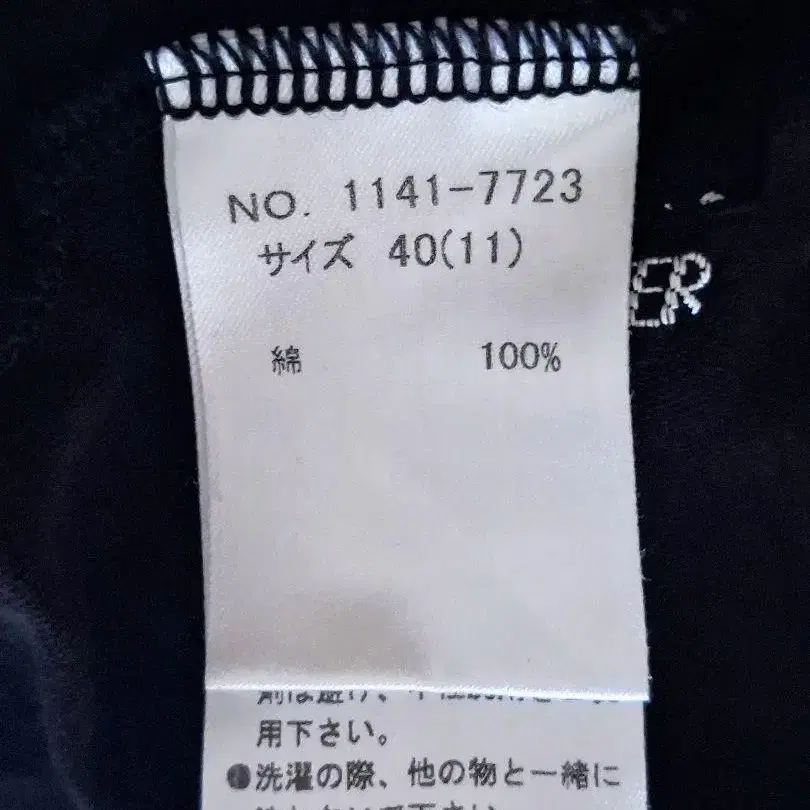 NO. 1141-7723
サイズ 40(11)
ER
綿 100%
用下さい。
●洗濯の際、他の物と一緒に